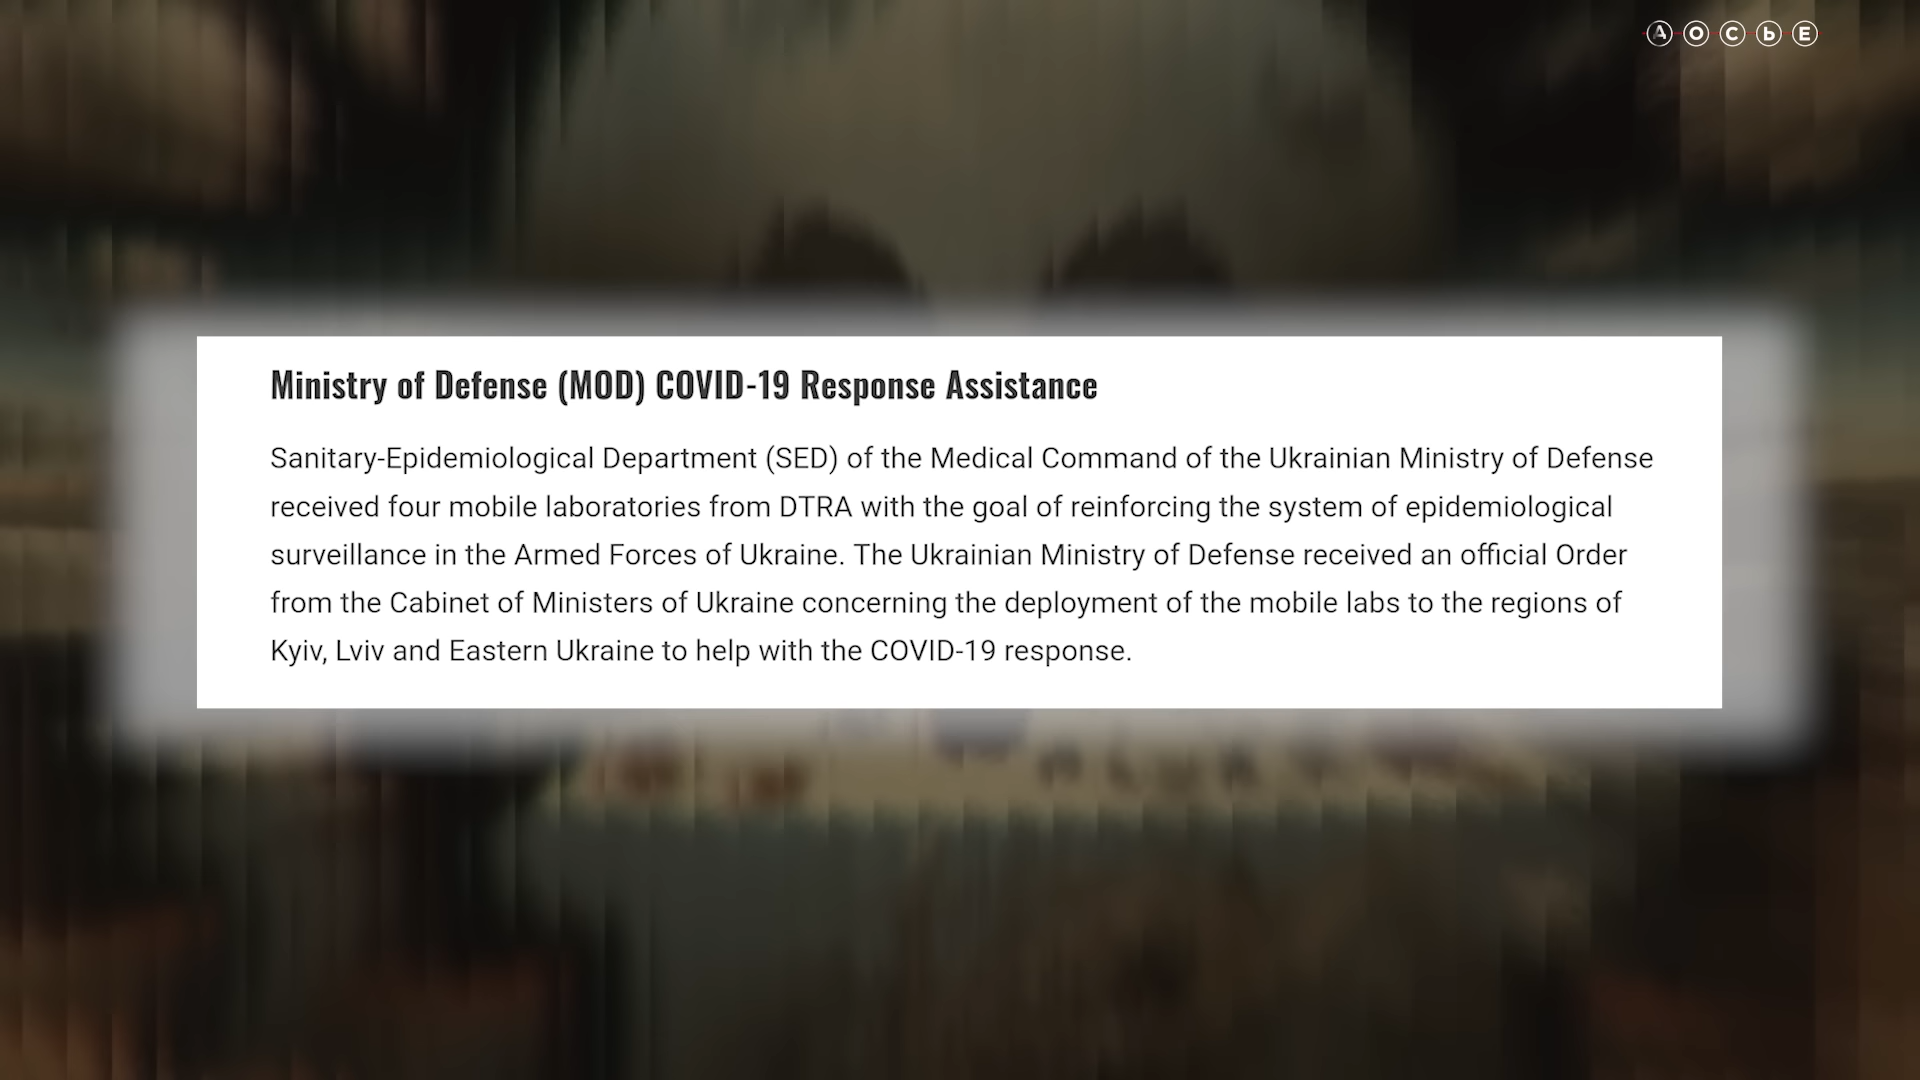 ДОСЬЕ
Ministry of Defense (MOD) COVID-19 Response Assistance
Sanitary-Epidemiological Department (SED) of the Medical Command of the Ukrainian Ministry of Defense
received four mobile laboratories from DTRA with the goal of reinforcing the system of epidemiological
surveillance in the Armed Forces of Ukraine. The Ukrainian Ministry of Defense received an official Order
from the Cabinet of Ministers of Ukraine concerning the deployment of the mobile labs to the regions of
Kyiv, Lviv and Eastern Ukraine to help with the COVID-19 response.